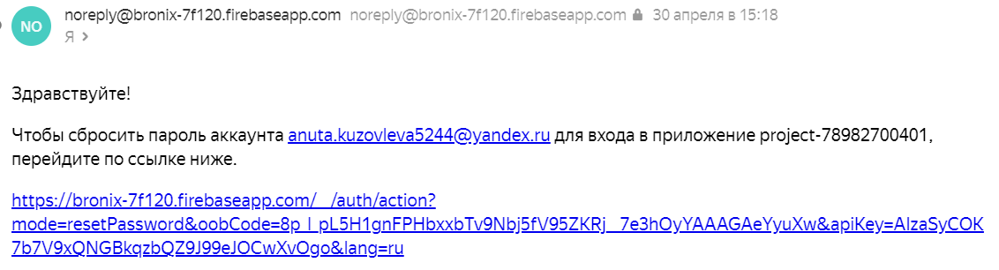 NO
noreply@bronix-7f120.firebaseapp.com noreply@bronix-7f120.firebaseapp.com 30 апреля в 15:18
Я
Здравствуйте!
Чтобы сбросить пароль аккаунта anuta.kuzovleva5244@yandex.ru для входа в приложение project-78982700401,
перейдите по ссылке ниже.
https://bronix-7f120.firebaseapp.com/__/auth/action?
mode=resetPassword&oobCode=8p_l_pL5H1gnFPHbxxbTv9Nbj5fV95ZKRj__7e3hOyYAAAGAeYyuXw&apiKey=AIzaSyCOK
7b7V9xQNGBkqzbQZ9J99eJOCwXvOgo&lang=ru